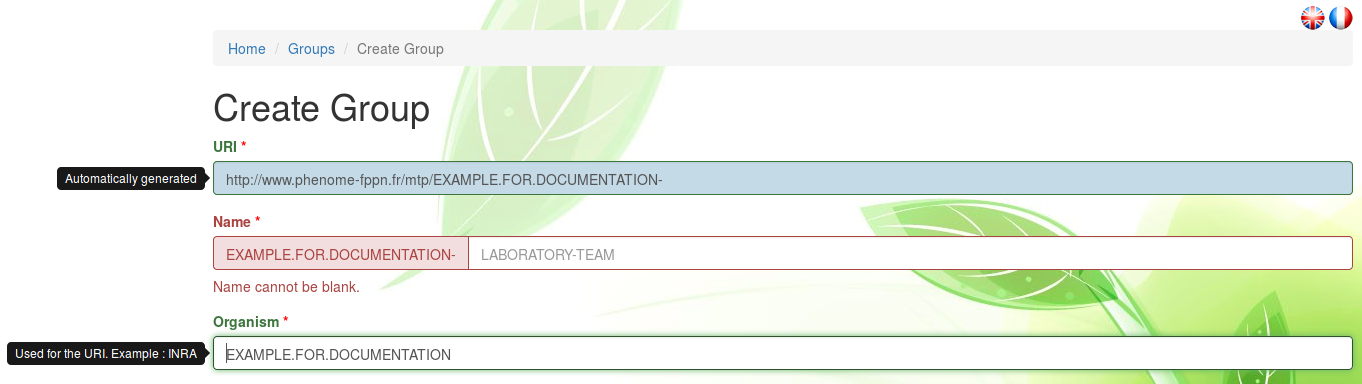 Home / Groups / Create Group
Create Group
URI *
Automatically generated
http://www.phenome-fppn.fr/mtp/EXAMPLE.FOR.DOCUMENTATION-
Name *
EXAMPLE.FOR.DOCUMENTATION- LABORATORY-TEAM
Name cannot be blank.
Organism *
Used for the URI. Example : INRA
EXAMPLE.FOR.DOCUMENTATION